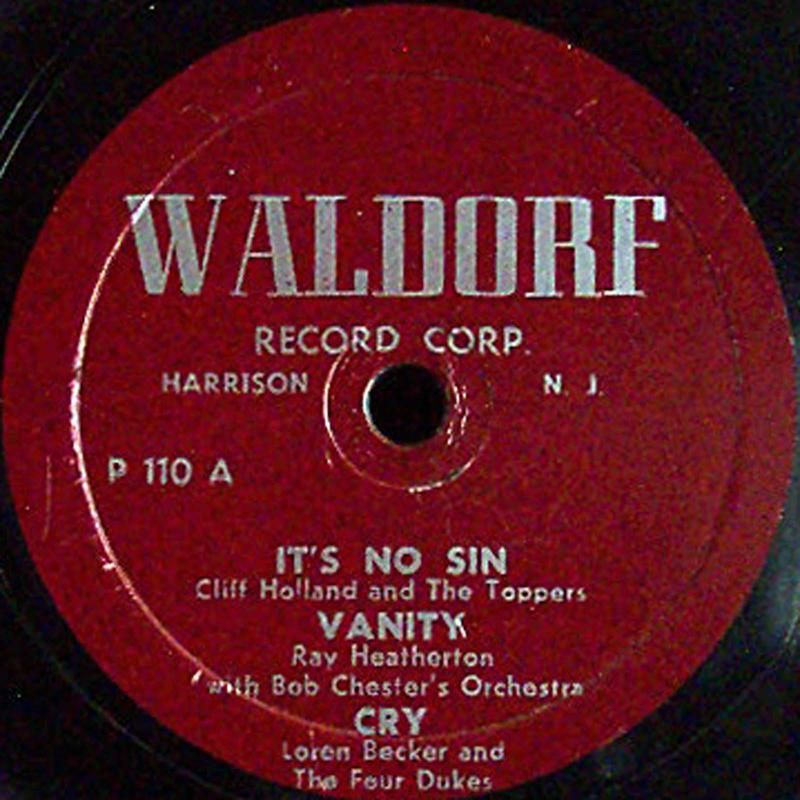 WALDORF
RECORD CORP.
HARRISON N. J.
P 110 A
IT'S NO SIN
Cliff Holland and The Toppers
VANITY
Ray Heatherton
with Bob Chester's Orchestra
CRY
Loren Becker and
The Four Dukes